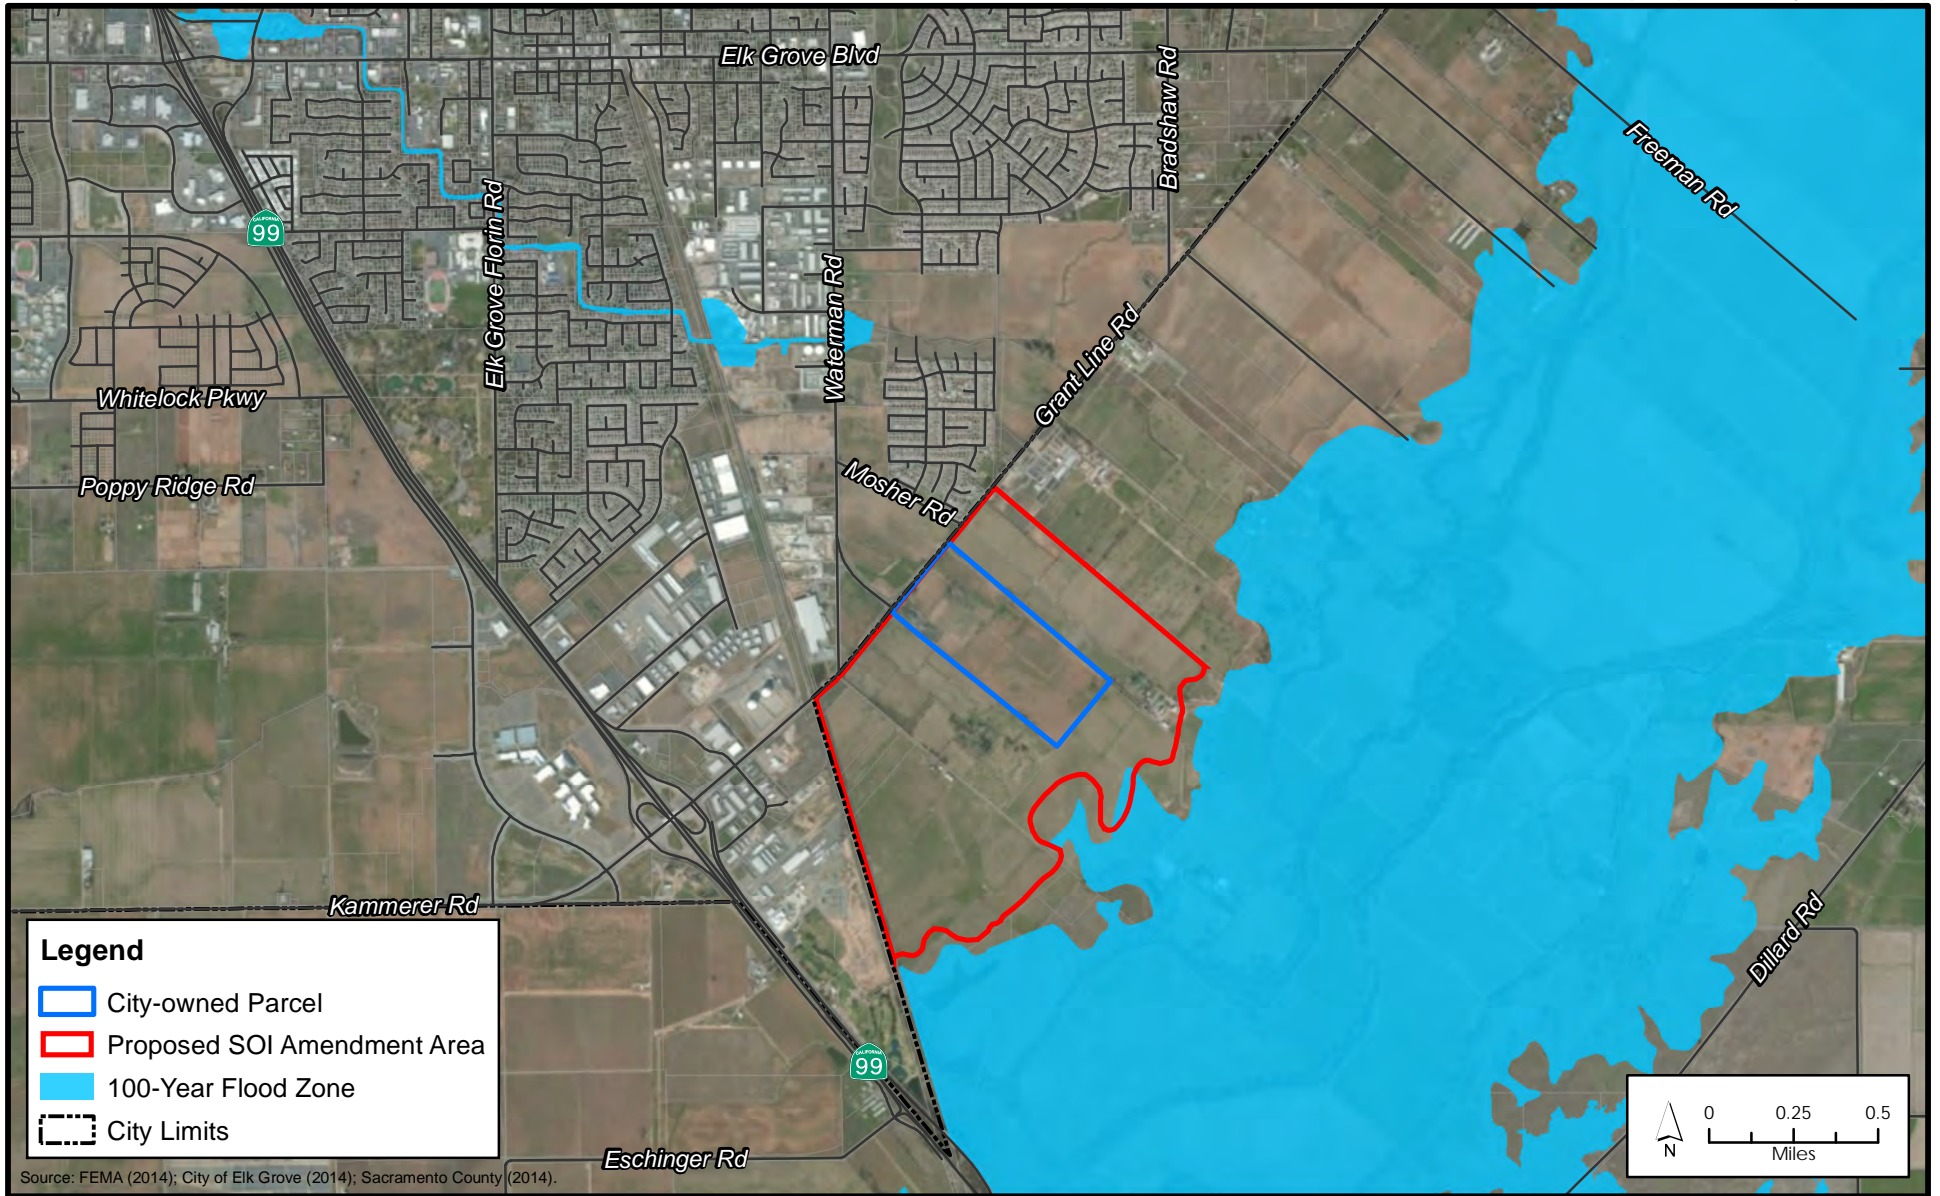 Elk Grove Blvd
Bradshaw Rd
Freeman Rd
CALIFORNIA
99
Elk Grove Florin Rd
Waterman Rd
Grant Line Rd
Whitelock Pkwy
Poppy Ridge Rd
Mosher Rd
Kammerer Rd
Dillard Rd
Legend
City-owned Parcel
Proposed SOI Amendment Area
100-Year Flood Zone
City Limits
CALIFORNIA
99
Eschinger Rd
0 0.25 0.5
Miles
N
Source: FEMA (2014); City of Elk Grove (2014); Sacramento County (2014).